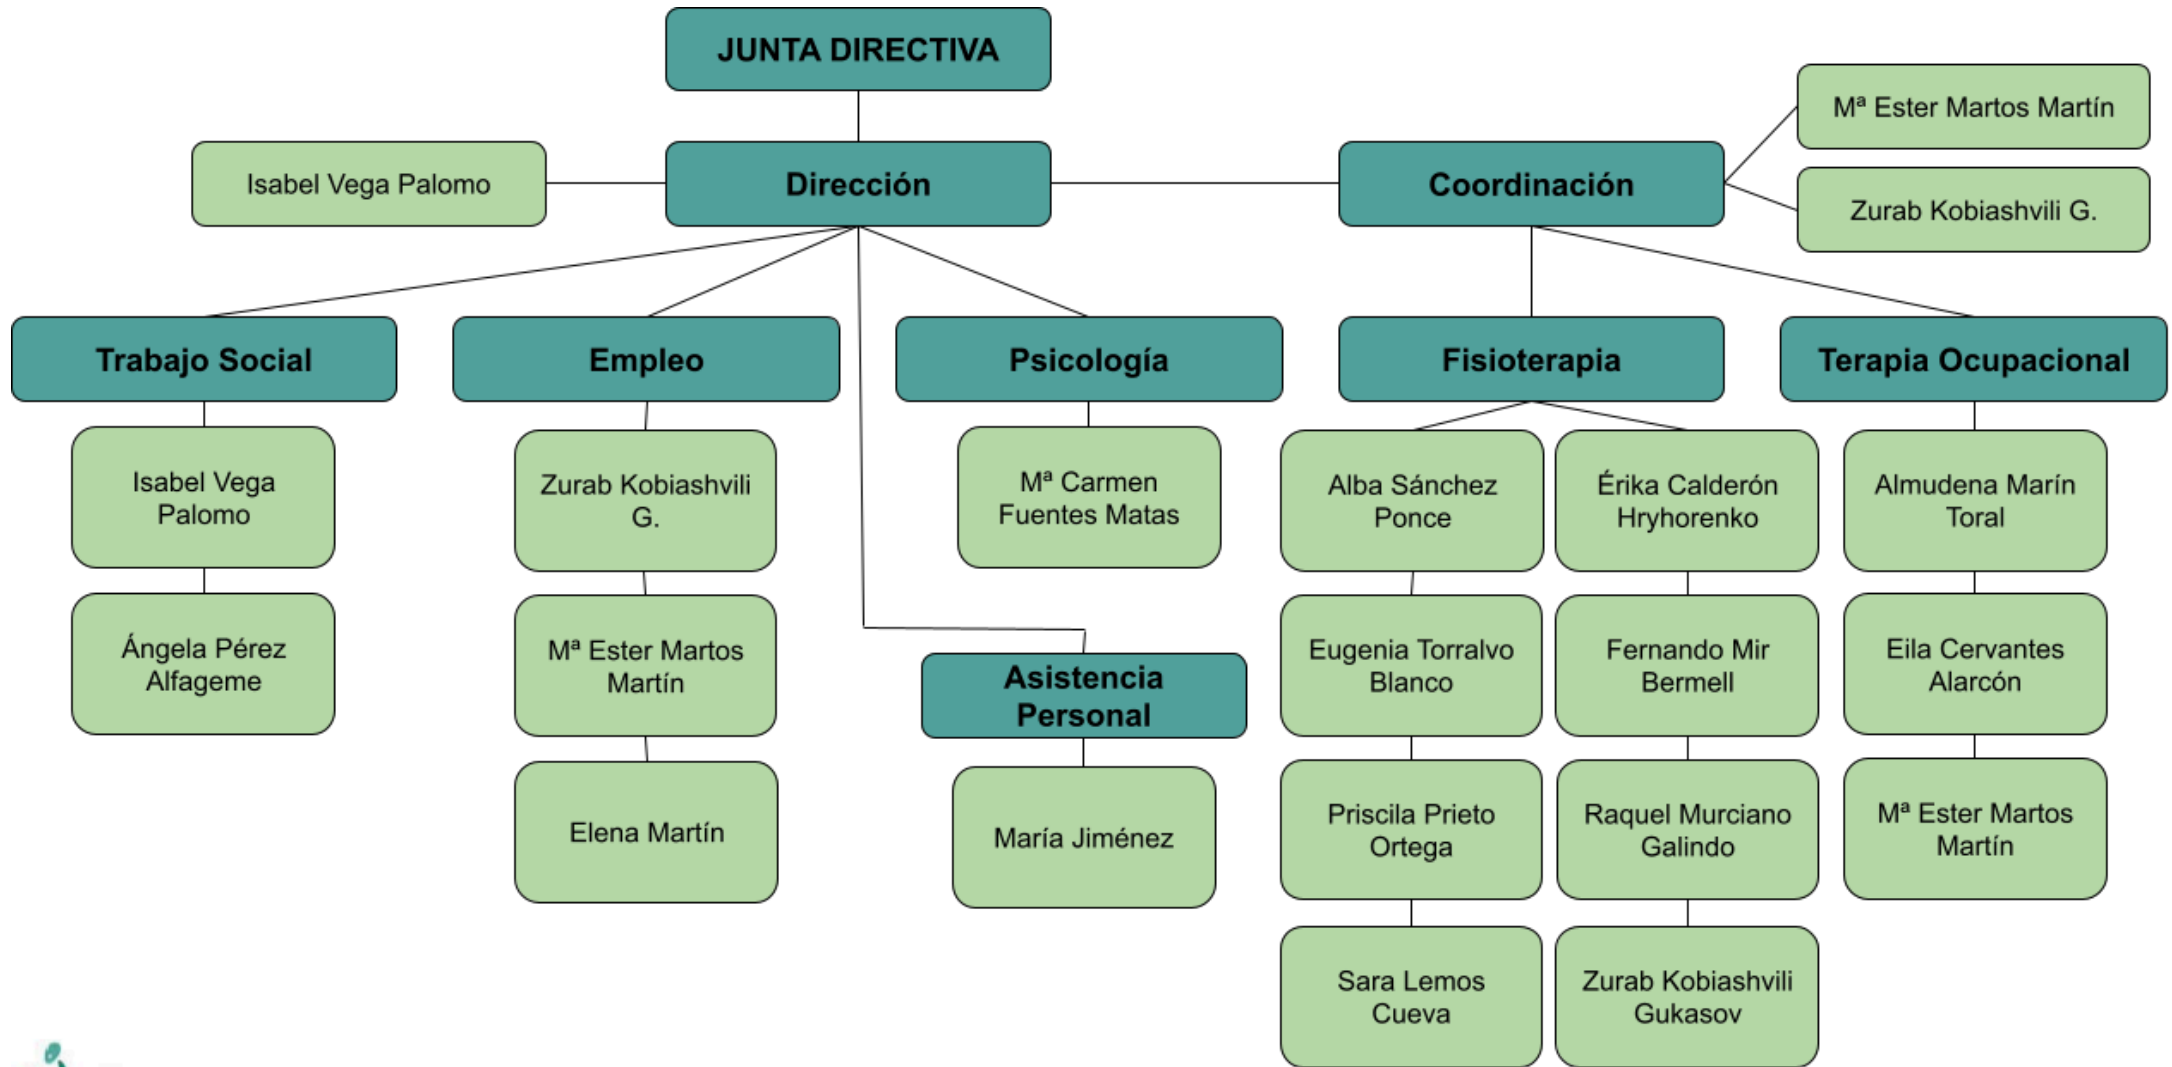 JUNTA DIRECTIVA
Mª Ester Martos Martín
Isabel Vega Palomo
Dirección
Coordinación
Zurab Kobiashvili G.
Trabajo Social
Empleo
Psicología
Fisioterapia
Terapia Ocupacional
Isabel Vega
Palomo
Zurab Kobiashvili
G.
Mª Carmen
Fuentes Matas
Alba Sánchez
Ponce
Érika Calderón
Hryhorenko
Almudena Marín
Toral
Ángela Pérez
Alfageme
Mª Ester Martos
Martín
Asistencia
Personal
Eugenia Torralvo
Blanco
Fernando Mir
Bermell
Eila Cervantes
Alarcón
Elena Martín
María Jiménez
Priscila Prieto
Ortega
Raquel Murciano
Galindo
Mª Ester Martos
Martín
Sara Lemos
Cueva
Zurab Kobiashvili
Gukasov